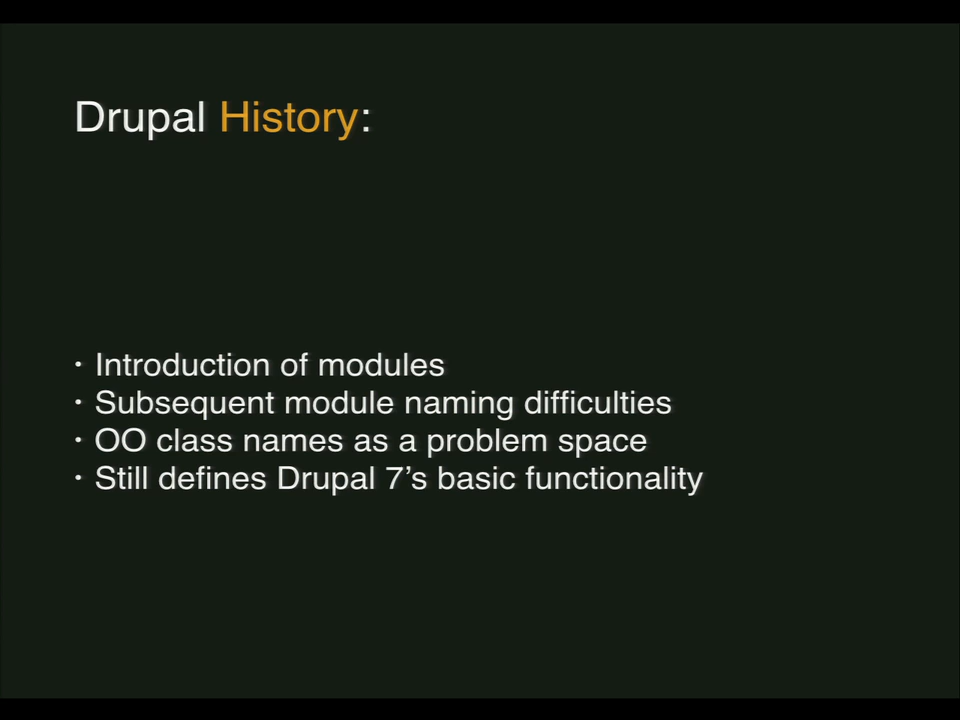 Drupal History:
· Introduction of modules
· Subsequent module naming difficulties
· OO class names as a problem space
· Still defines Drupal 7’s basic functionality